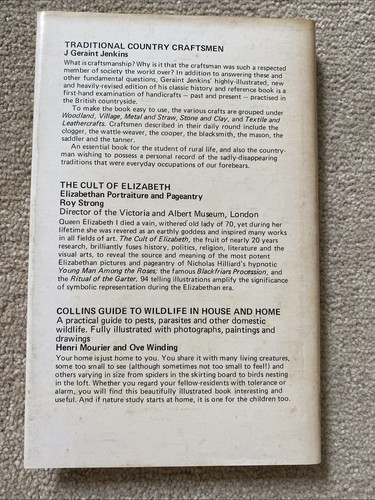 TRADITIONAL COUNTRY CRAFTSMEN
J Geraint Jenkins
What is craftsmanship? Why is it that the craftsman was such a respected
member of society the world over? In addition to answering these and
other fundamental questions, Geraint Jenkins' highly-illustrated, new
and heavily-revised edition of his classic history and reference book is a
first-hand examination of handicrafts – past and present – practised in
the British countryside.
To make the book easy to use, the various crafts are grouped under
Woodland, Village, Metal and Straw, Stone and Clay, and Textile and
Leathercrafts. Craftsmen described in their daily round include the
clogger, the wattle-weaver, the cooper, the blacksmith, the mason, the
saddler and the tanner.
An essential book for the student of rural life, and also the country-
man wishing to possess a personal record of the sadly-disappearing
traditions that were everyday occupations of our forebears.
THE CULT OF ELIZABETH
Elizabethan Portraiture and Pageantry
Roy Strong
Director of the Victoria and Albert Museum, London
Queen Elizabeth I died a vain, withered old lady of 70, yet during her
lifetime she was revered as an earthly goddess and inspired many works
in all fields of art. The Cult of Elizabeth, the fruit of nearly 20 years
research, brilliantly fuses history, politics, religion, literature and the
visual arts, to reveal the source and meaning of the most potent
Elizabethan pictures and pageantry of Nicholas Hilliard's hypnotic
Young Man Among the Roses, the famous Blackfriars Procession, and
the Ritual of the Garter. 94 telling illustrations amplify the significance
of symbolic representation during the Elizabethan era.
COLLINS GUIDE TO WILDLIFE IN HOUSE AND HOME
A practical guide to pests, parasites and other domestic
wildlife. Fully illustrated with photographs, paintings and
drawings
Henri Mourier and Ove Winding
Your home is just home to you. You share it with many living creatures,
some too small to see (although sometimes not too small to feel!) and
others varying in size from spiders in the skirting board to birds nesting
in the loft. Whether you regard your fellow-residents with tolerance or
alarm, you will find this beautifully illustrated book interesting and
useful. And if nature study starts at home, it is one for the children too.